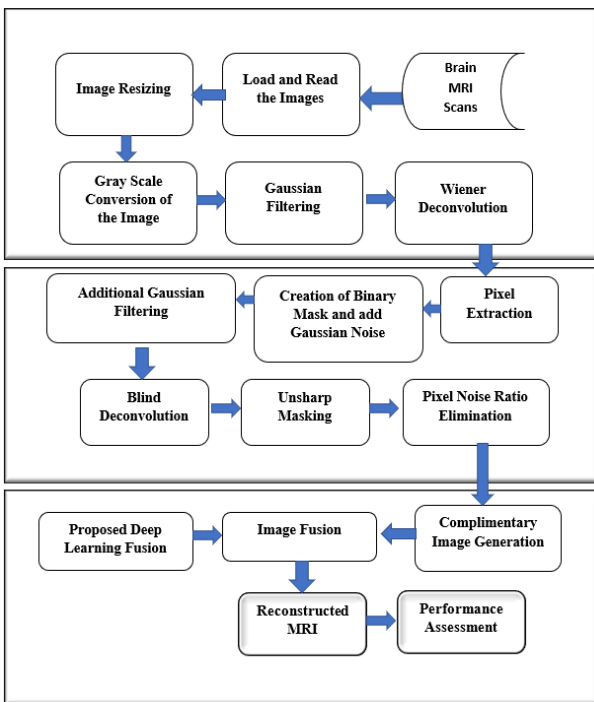 Brain
MRI
Scans
Load and Read
the Images
Image Resizing
Gray Scale
Conversion of
the Image
Gaussian
Filtering
Wiener
Deconvolution
Pixel
Extraction
Creation of Binary
Mask and add
Gaussian Noise
Additional Gaussian
Filtering
Blind
Deconvolution
Unsharp
Masking
Pixel Noise Ratio
Elimination
Complimentary
Image Generation
Proposed Deep
Learning Fusion
Image Fusion
Reconstructed
MRI
Performance
Assessment